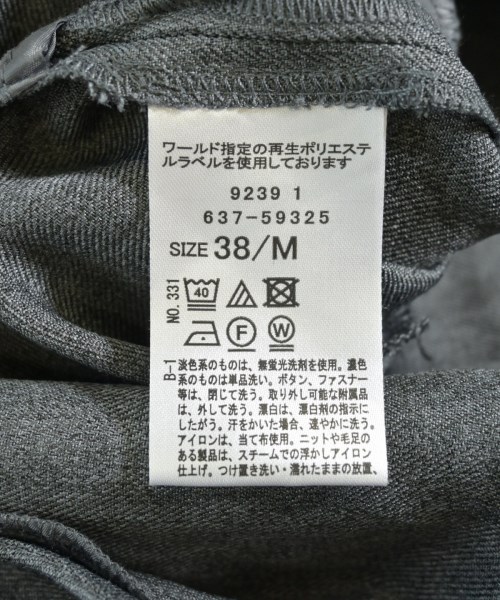 ワールド指定の再生ポリエステ
ルラベルを使用しております
9239 1
637-59325
SIZE 38/M
NO.331
40
F
W
B-1
淡色系のものは、無蛍光洗剤を使用。濃色
系のものは単品洗い。ボタン、ファスナー
等は、閉じて洗う。取り外し可能な附属品
は、外して洗う。漂白は、漂白剤の指示に
したがう。汗をかいた場合、速やかに洗う。
アイロンは、当て布使用。ニットや毛足の
ある製品は、スチームでの浮かしアイロン
仕上げ。つけ置き洗い・濡れたままの放置、